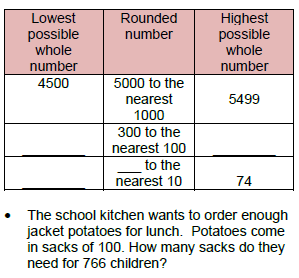 Lowest possible whole number | Rounded number | Highest possible whole number
4500 | 5000 to the nearest 1000 | 5499
________ | 300 to the nearest 100 | ________
________ | ___ to the nearest 10 | 74
• The school kitchen wants to order enough
jacket potatoes for lunch. Potatoes come
in sacks of 100. How many sacks do they
need for 766 children?